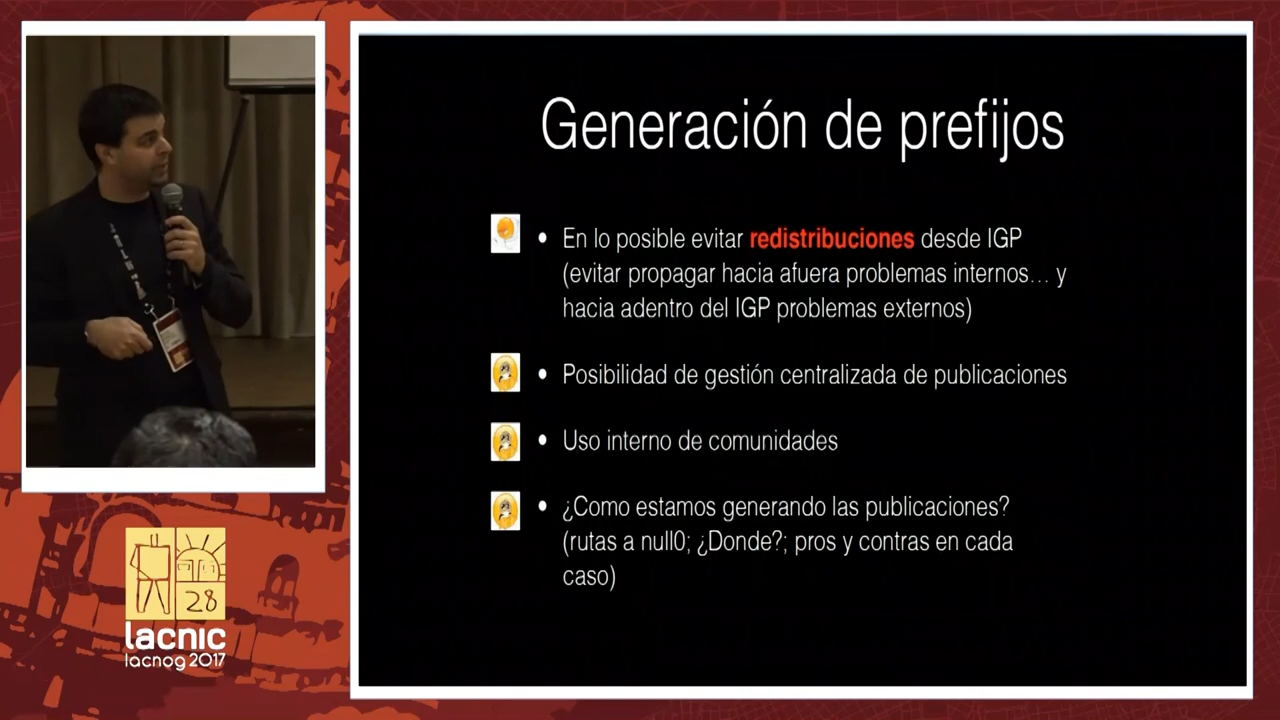 Generación de prefijos
• En lo posible evitar redistribuciones desde IGP
(evitar propagar hacia afuera problemas internos... y
hacia adentro del IGP problemas externos)
• Posibilidad de gestión centralizada de publicaciones
• Uso interno de comunidades
• ¿Como estamos generando las publicaciones?
(rutas a null0; ¿Donde?; pros y contras en cada
caso)
28
lacnic
lacnog 2017